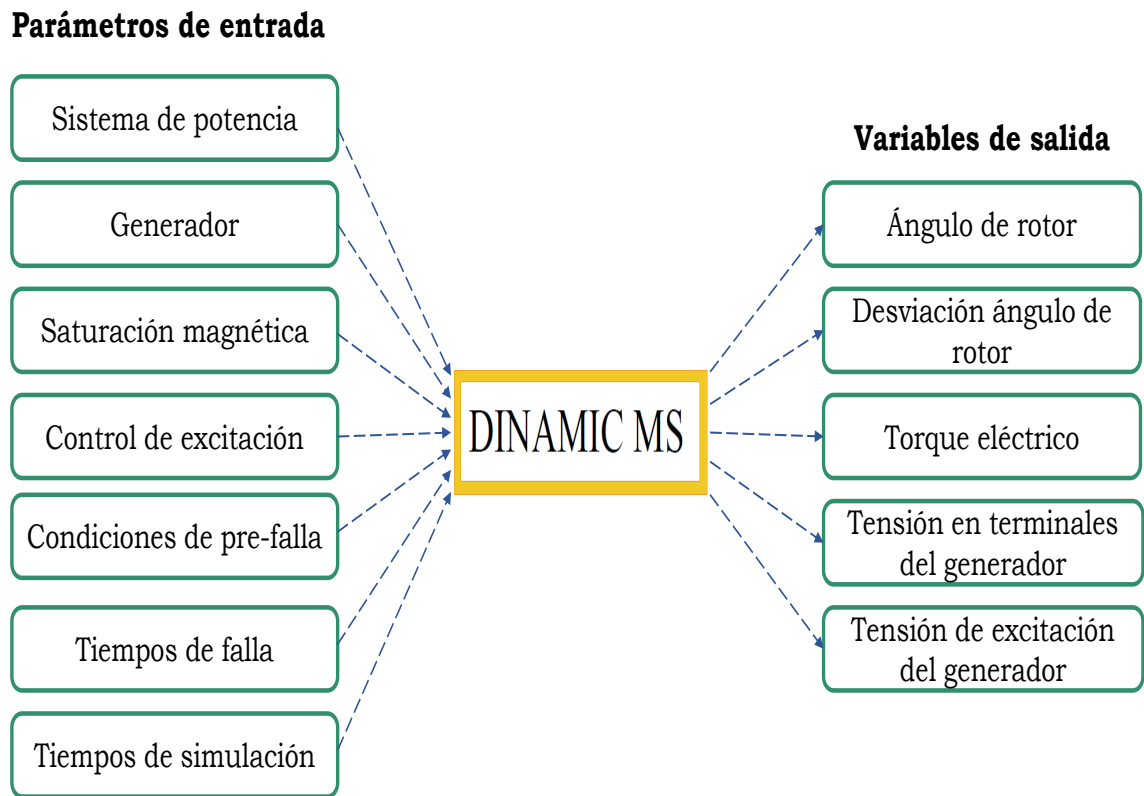 Parámetros de entrada
Sistema de potencia
Generador
Saturación magnética
Control de excitación
Condiciones de pre-falla
Tiempos de falla
Tiempos de simulación
DINAMIC MS
Variables de salida
Ángulo de rotor
Desviación ángulo de
rotor
Torque eléctrico
Tensión en terminales
del generador
Tensión de excitación
del generador